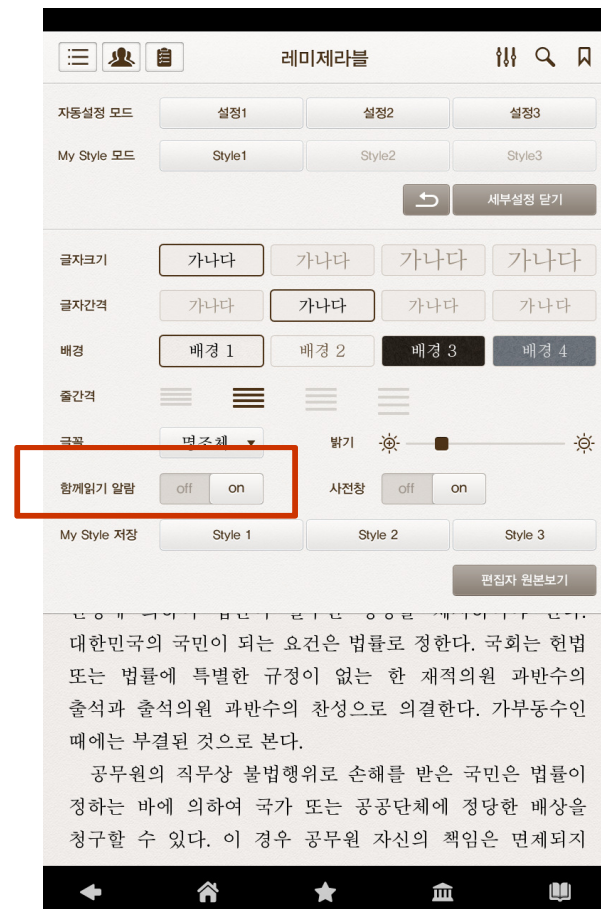 레미제라블
자동설정 모드 설정1 설정2 설정3
My Style 모드 Style1 Style2 Style3
세부설정 닫기
글자크기 가나다 가나다 가나다 가나다
글자간격 가나다 가나다 가나다 가나다
배경 배경 1 배경 2 배경 3 배경 4
줄간격
글꼴 명조체 밝기
함께읽기 알람 off on 사전창 off on
My Style 저장 Style 1 Style 2 Style 3
편집자 원본보기
대한민국의 국민이 되는 요건은 법률로 정한다. 국회는 헌법
또는 법률에 특별한 규정이 없는 한 재적의원 과반수의
출석과 출석의원 과반수의 찬성으로 의결한다. 가부동수인
때에는 부결된 것으로 본다.
공무원의 직무상 불법행위로 손해를 받은 국민은 법률이
정하는 바에 의하여 국가 또는 공공단체에 정당한 배상을
청구할 수 있다. 이 경우 공무원 자신의 책임은 면제되지